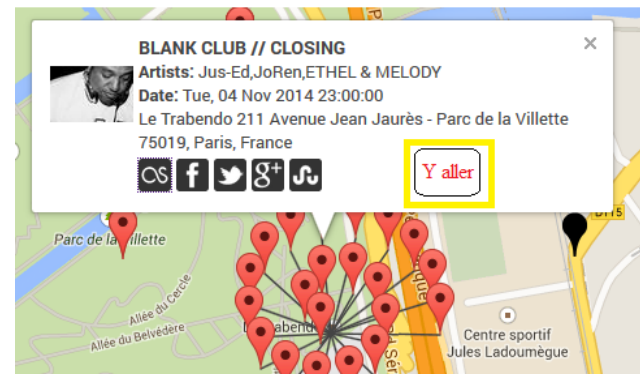 BLANK CLUB // CLOSING
Artists: Jus-Ed,JoRen,ETHEL & MELODY
Date: Tue, 04 Nov 2014 23:00:00
Le Trabendo 211 Avenue Jean Jaurès - Parc de la Villette
75019, Paris, France
Y aller
D115
Parc de la Villette
Allée du Cercle
Allée du Belvédère
Centre sportif
Jules Ladoumègue